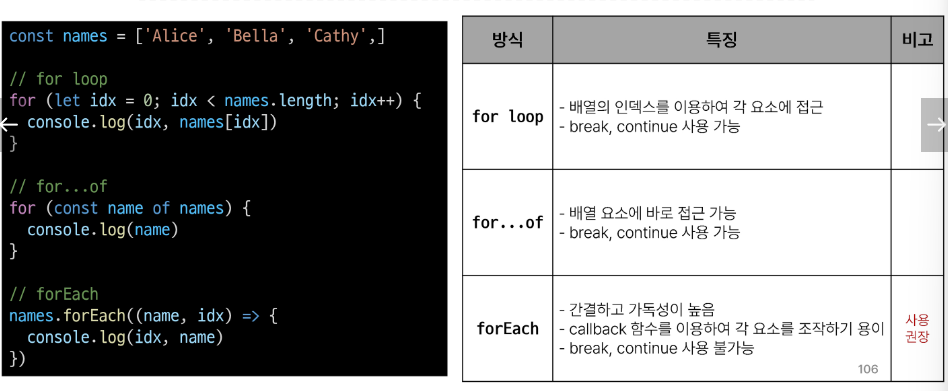 const names = ['Alice', 'Bella', 'Cathy',]
// for loop
for (let idx = 0; idx < names.length; idx++) {
  console.log(idx, names[idx])
}
// for...of
for (const name of names) {
  console.log(name)
}
// forEach
names.forEach((name, idx) => {
  console.log(idx, name)
})
방식 특징 비고
for loop
- 배열의 인덱스를 이용하여 각 요소에 접근
- break, continue 사용 가능
for...of
- 배열 요소에 바로 접근 가능
- break, continue 사용 가능
forEach
- 간결하고 가독성이 높음
- callback 함수를 이용하여 각 요소를 조작하기 용이
- break, continue 사용 불가능
사용
권장
106